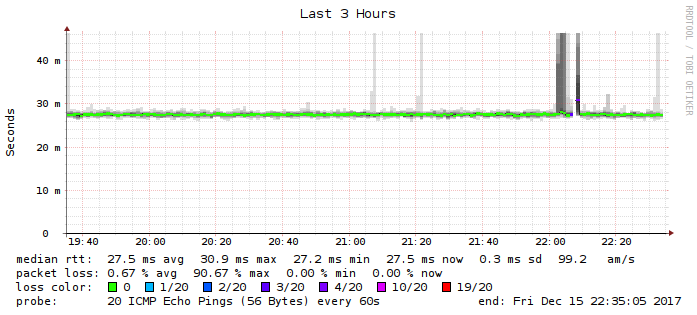 Last 3 Hours
RRDTOOL / TOBI OETIKER
Seconds
40 m
30 m
20 m
10 m
0
19:40 20:00 20:20 20:40 21:00 21:20 21:40 22:00 22:20
median rtt: 27.5 ms avg 30.9 ms max 27.2 ms min 27.5 ms now 0.3 ms sd 99.2 am/s
packet loss: 0.67 % avg 90.67 % max 0.00 % min 0.00 % now
loss color: 0 1/20 2/20 3/20 4/20 10/20 19/20
probe: 20 ICMP Echo Pings (56 Bytes) every 60s end: Fri Dec 15 22:35:05 2017